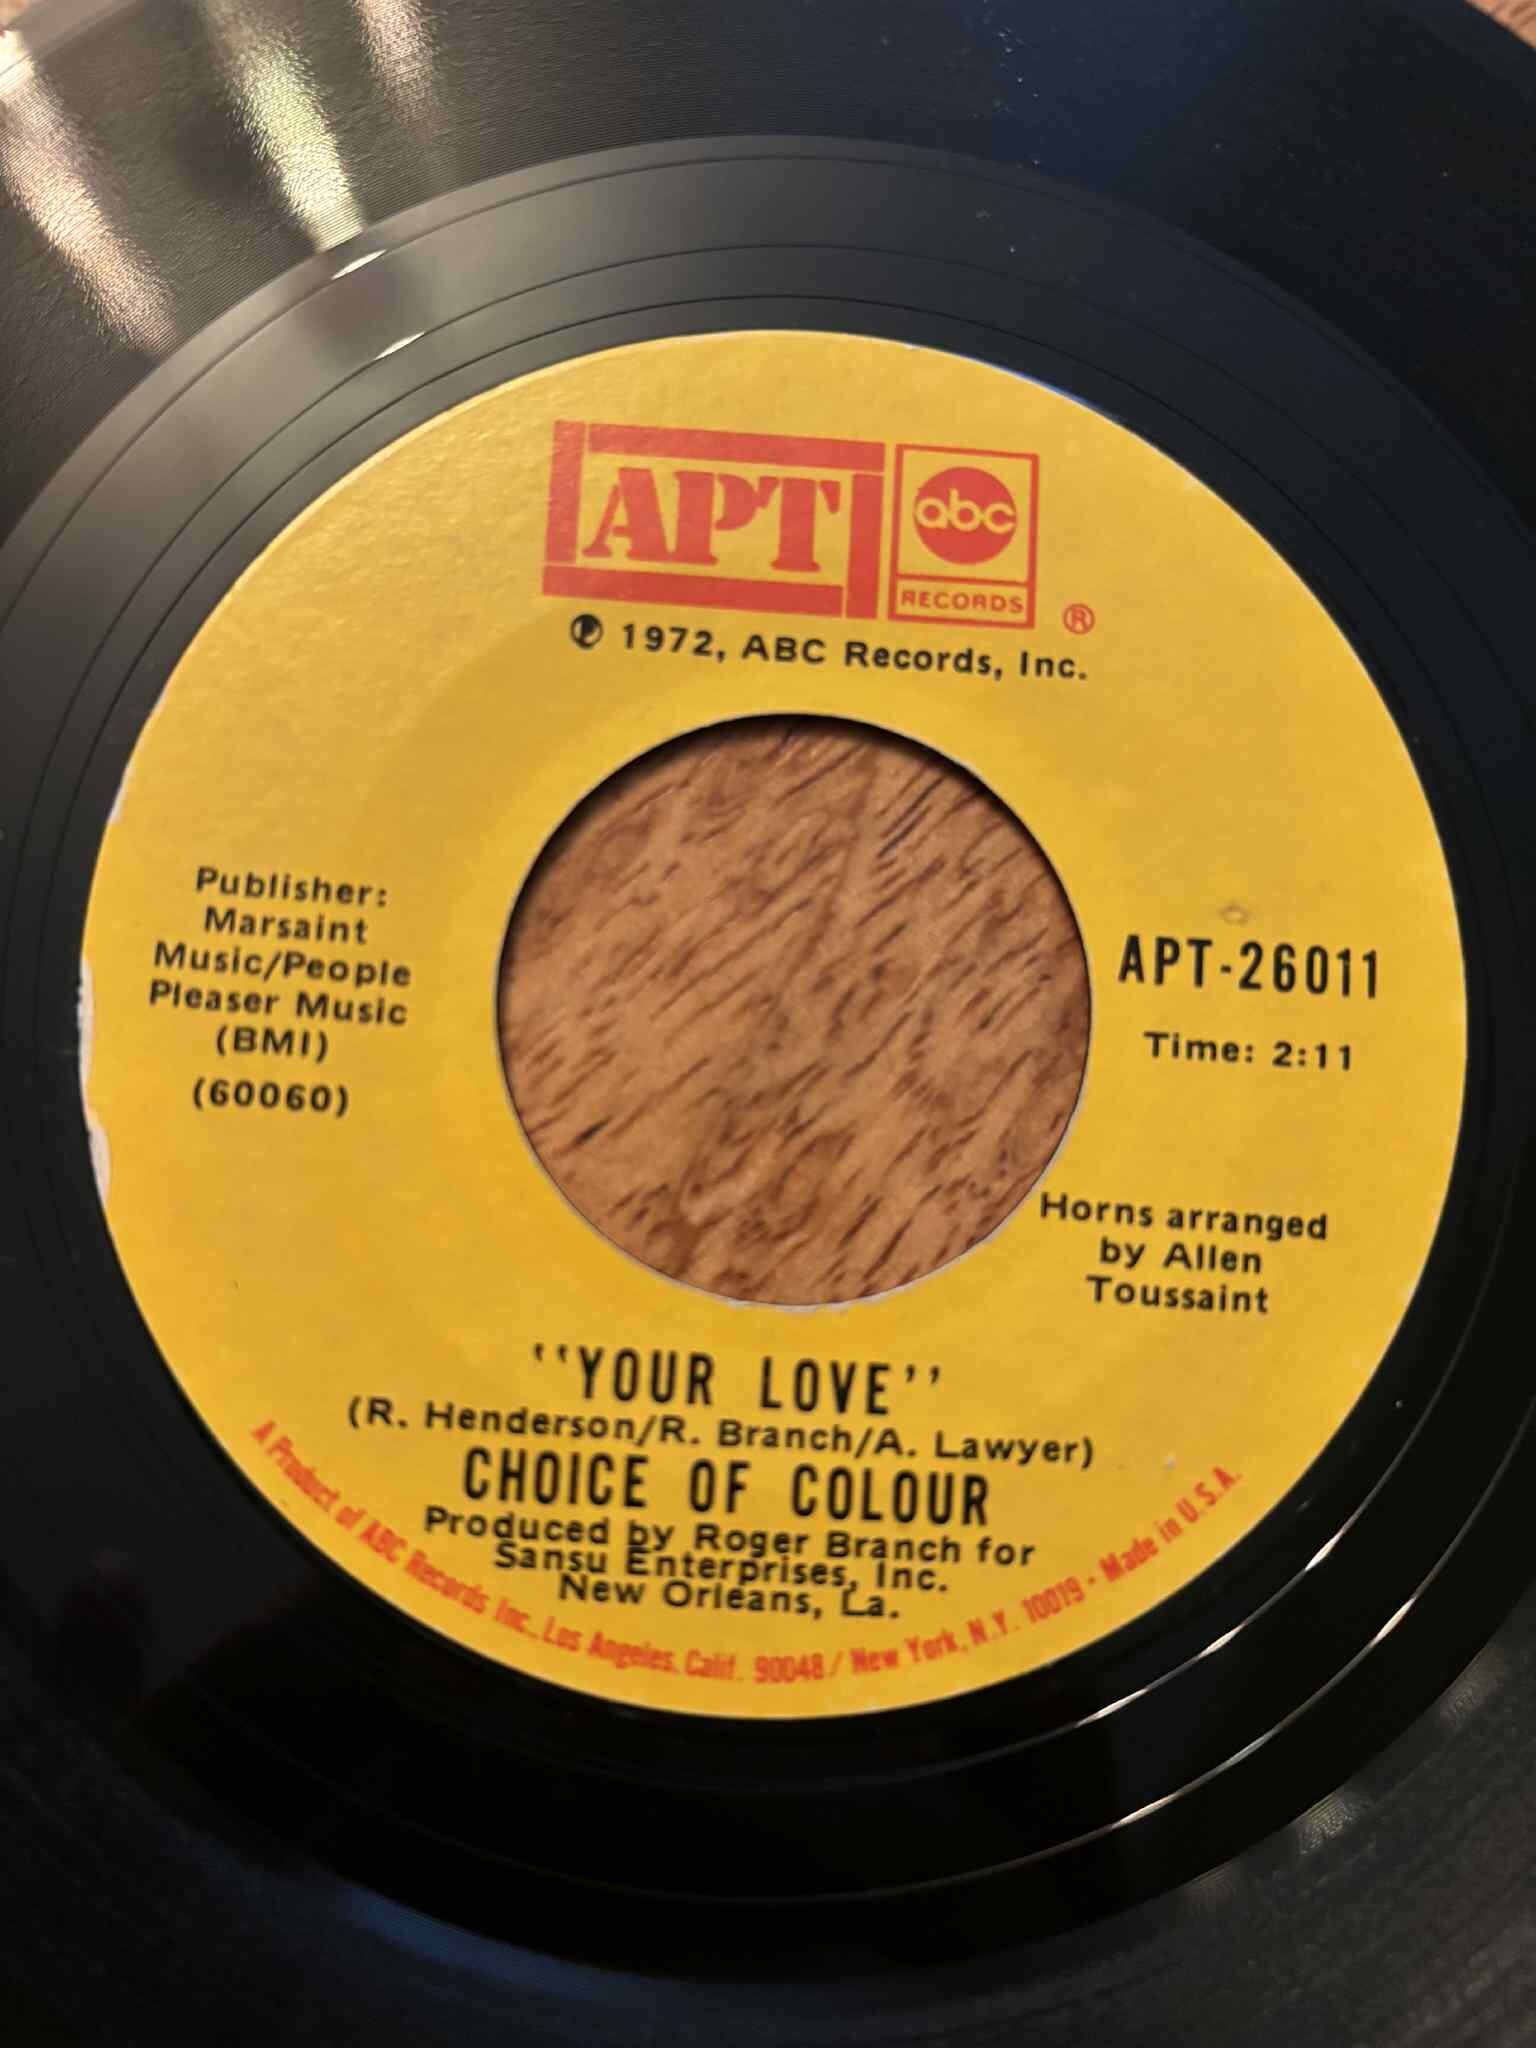 APT
abc
RECORDS
®
℗ 1972, ABC Records, Inc.
Publisher:
Marsaint
Music/People
Pleaser Music
(BMI)
(60060)
APT-26011
Time: 2:11
Horns arranged
by Allen
Toussaint
"YOUR LOVE"
(R. Henderson/R. Branch/A. Lawyer)
CHOICE OF COLOUR
Produced by Roger Branch for
Sansu Enterprises, Inc.
New Orleans, La.
A Product of ABC Records Inc., Los Angeles, Calif. 90048 / New York, N.Y. 10019 • Made in U.S.A.